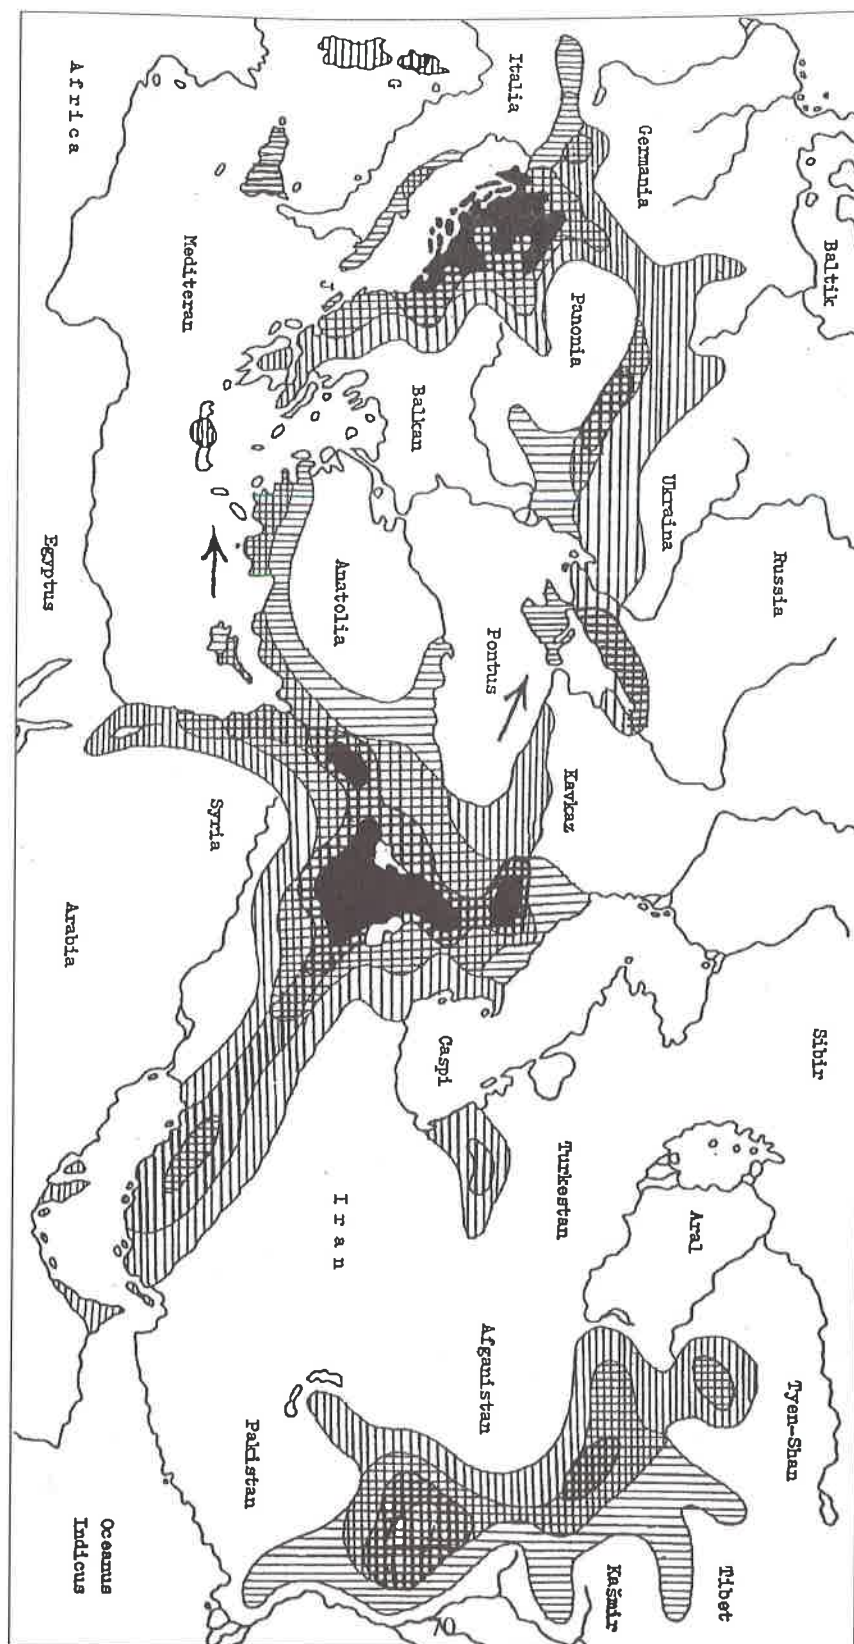 Baltik
Sibir
Tyen-Shan
Russia
Tibet
Aral
Ukraina
Germania
Kašmir
Panonia
Kavkaz
Turkestan
Italia
Pontus
Afganistan
Caspi
Balkan
G
Anatolia
Iran
J
Pakistan
Syria
Mediteran
Oceanus
Indicus
Africa
Arabia
Egyptus
70